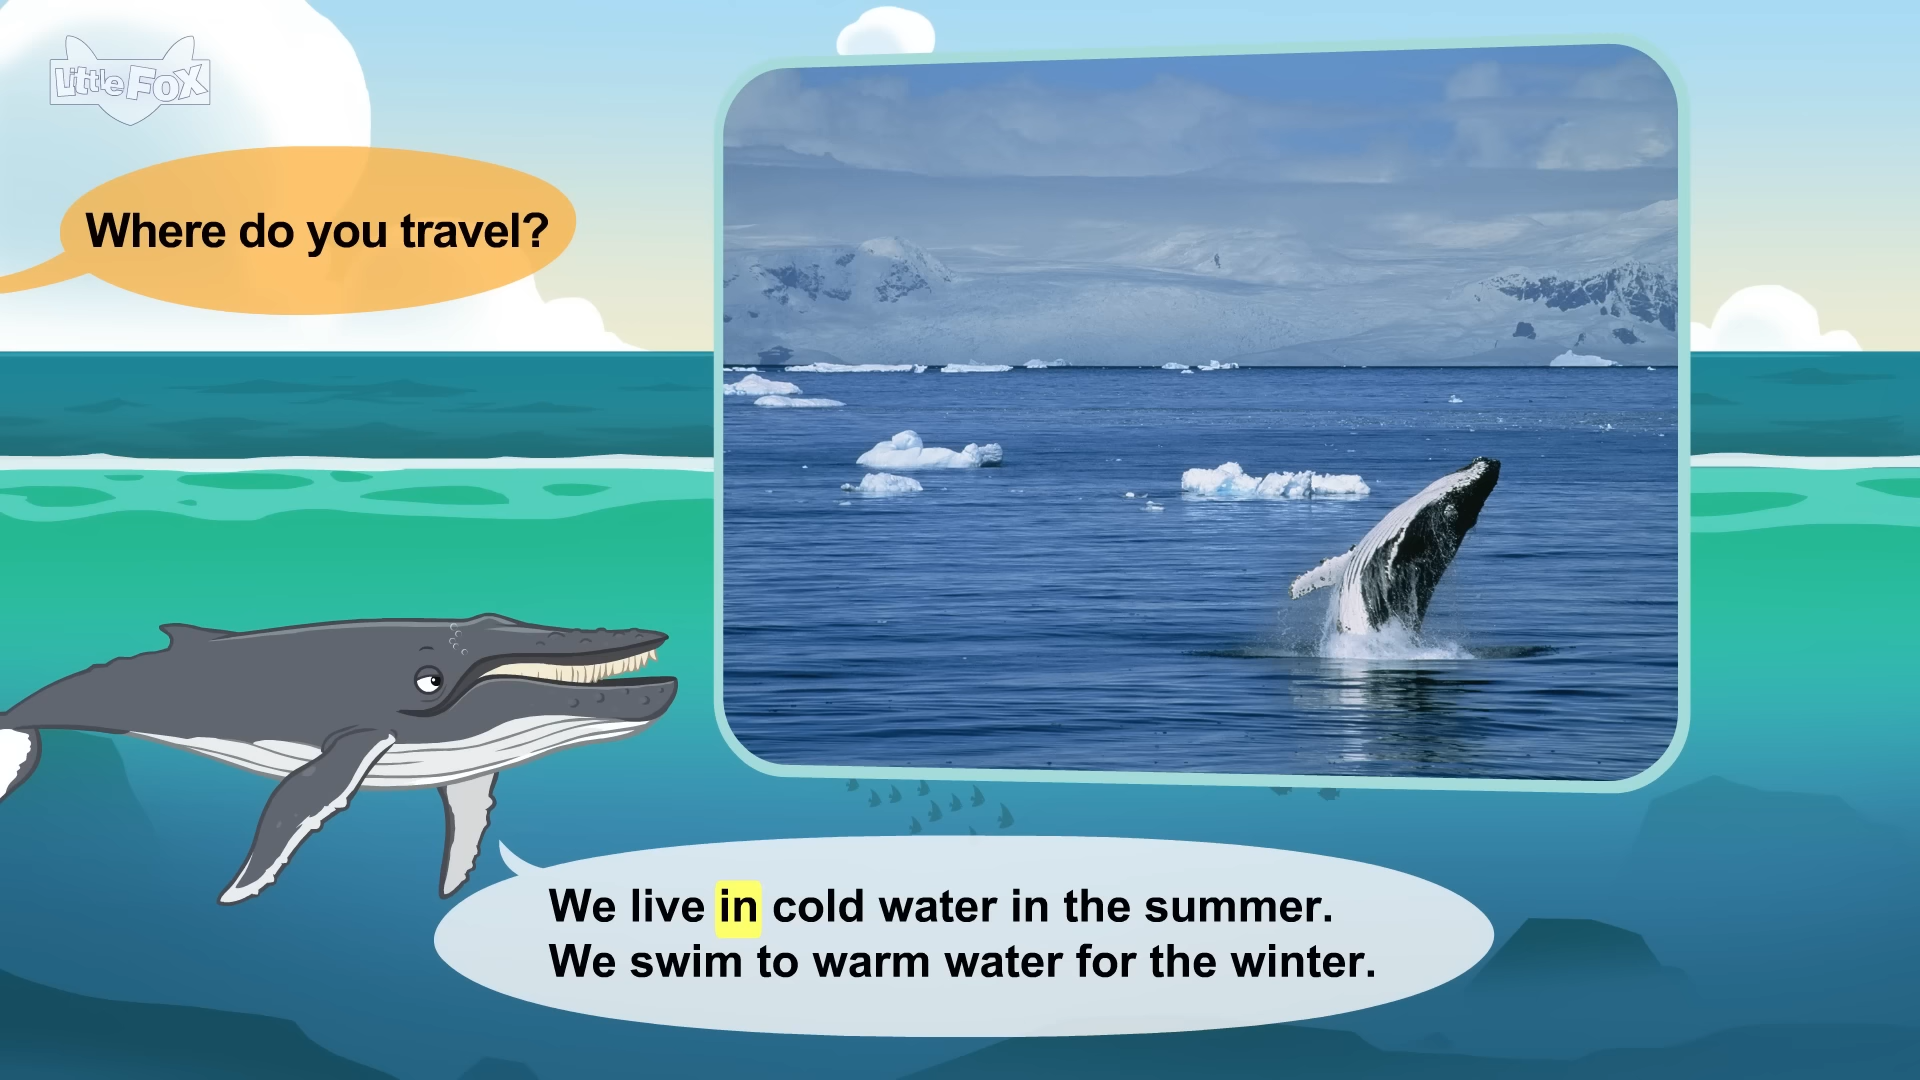 Little Fox
Where do you travel?
We live in cold water in the summer.
We swim to warm water for the winter.